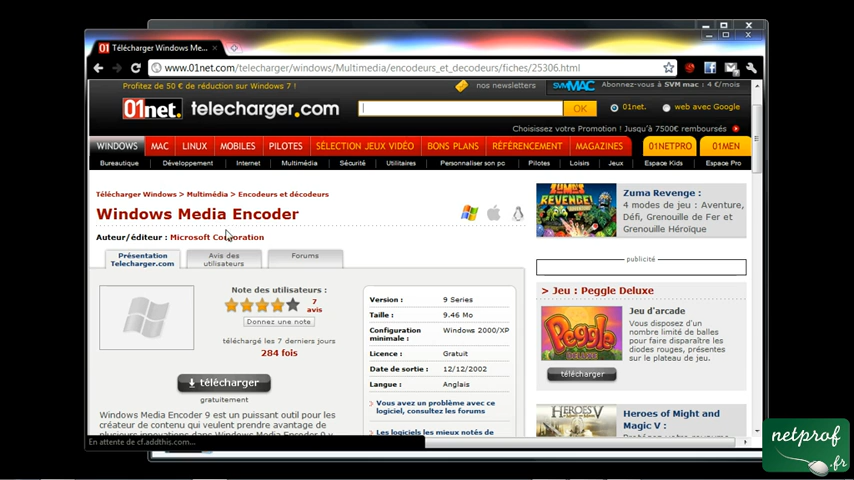 01 Télécharger Windows Me...
www.01net.com/telecharger/windows/Multimedia/encodeurs_et_decodeurs/fiches/25306.html
Profitez de 50 € de réduction sur Windows 7 !
nos newsletters
SVMMAC Abonnez-vous à SVM mac : 4 €/mois
01net. telecharger.com
OK
01net.
web avec Google
Choisissez votre Promotion ! Jusqu'à 7500€ remboursés
WINDOWS MAC LINUX MOBILES PILOTES SÉLECTION JEUX VIDÉO BONS PLANS RÉFÉRENCEMENT MAGAZINES 01NETPRO 01MEN
Bureautique Développement Internet Multimédia Sécurité Utilitaires Personnaliser son pc Pilotes Loisirs Jeux Espace Kids Espace Pro
Télécharger Windows > Multimédia > Encodeurs et décodeurs
Windows Media Encoder
Auteur/éditeur : Microsoft Corporation
Présentation
Telecharger.com
Avis des
utilisateurs
Forums
Note des utilisateurs :
7
avis
Donnez une note
téléchargé les 7 derniers jours
284 fois
télécharger
gratuitement
Windows Media Encoder 9 est un puissant outil pour les
créateur de contenu qui veulent prendre avantage de
Version : 9 Series
Taille : 9.46 Mo
Configuration
minimale : Windows 2000/XP
Licence : Gratuit
Date de sortie : 12/12/2002
Langue : Anglais
Vous avez un problème avec ce
logiciel, consultez les forums
Les logiciels les mieux notés de
ZUMA'S
REVENGE!
Zuma Revenge :
4 modes de jeu : Aventure,
Défi, Grenouille de Fer et
Grenouille Héroïque
publicité
> Jeu : Peggle Deluxe
Peggle
Jeu d'arcade
Vous disposez d'un
nombre limité de balles
pour faire disparaître les
diodes rouges, présentes
sur le plateau de jeu.
télécharger
HEROES V
Heroes of Might and
Magic V :
En attente de cf.addthis.com...
netprof
.fr